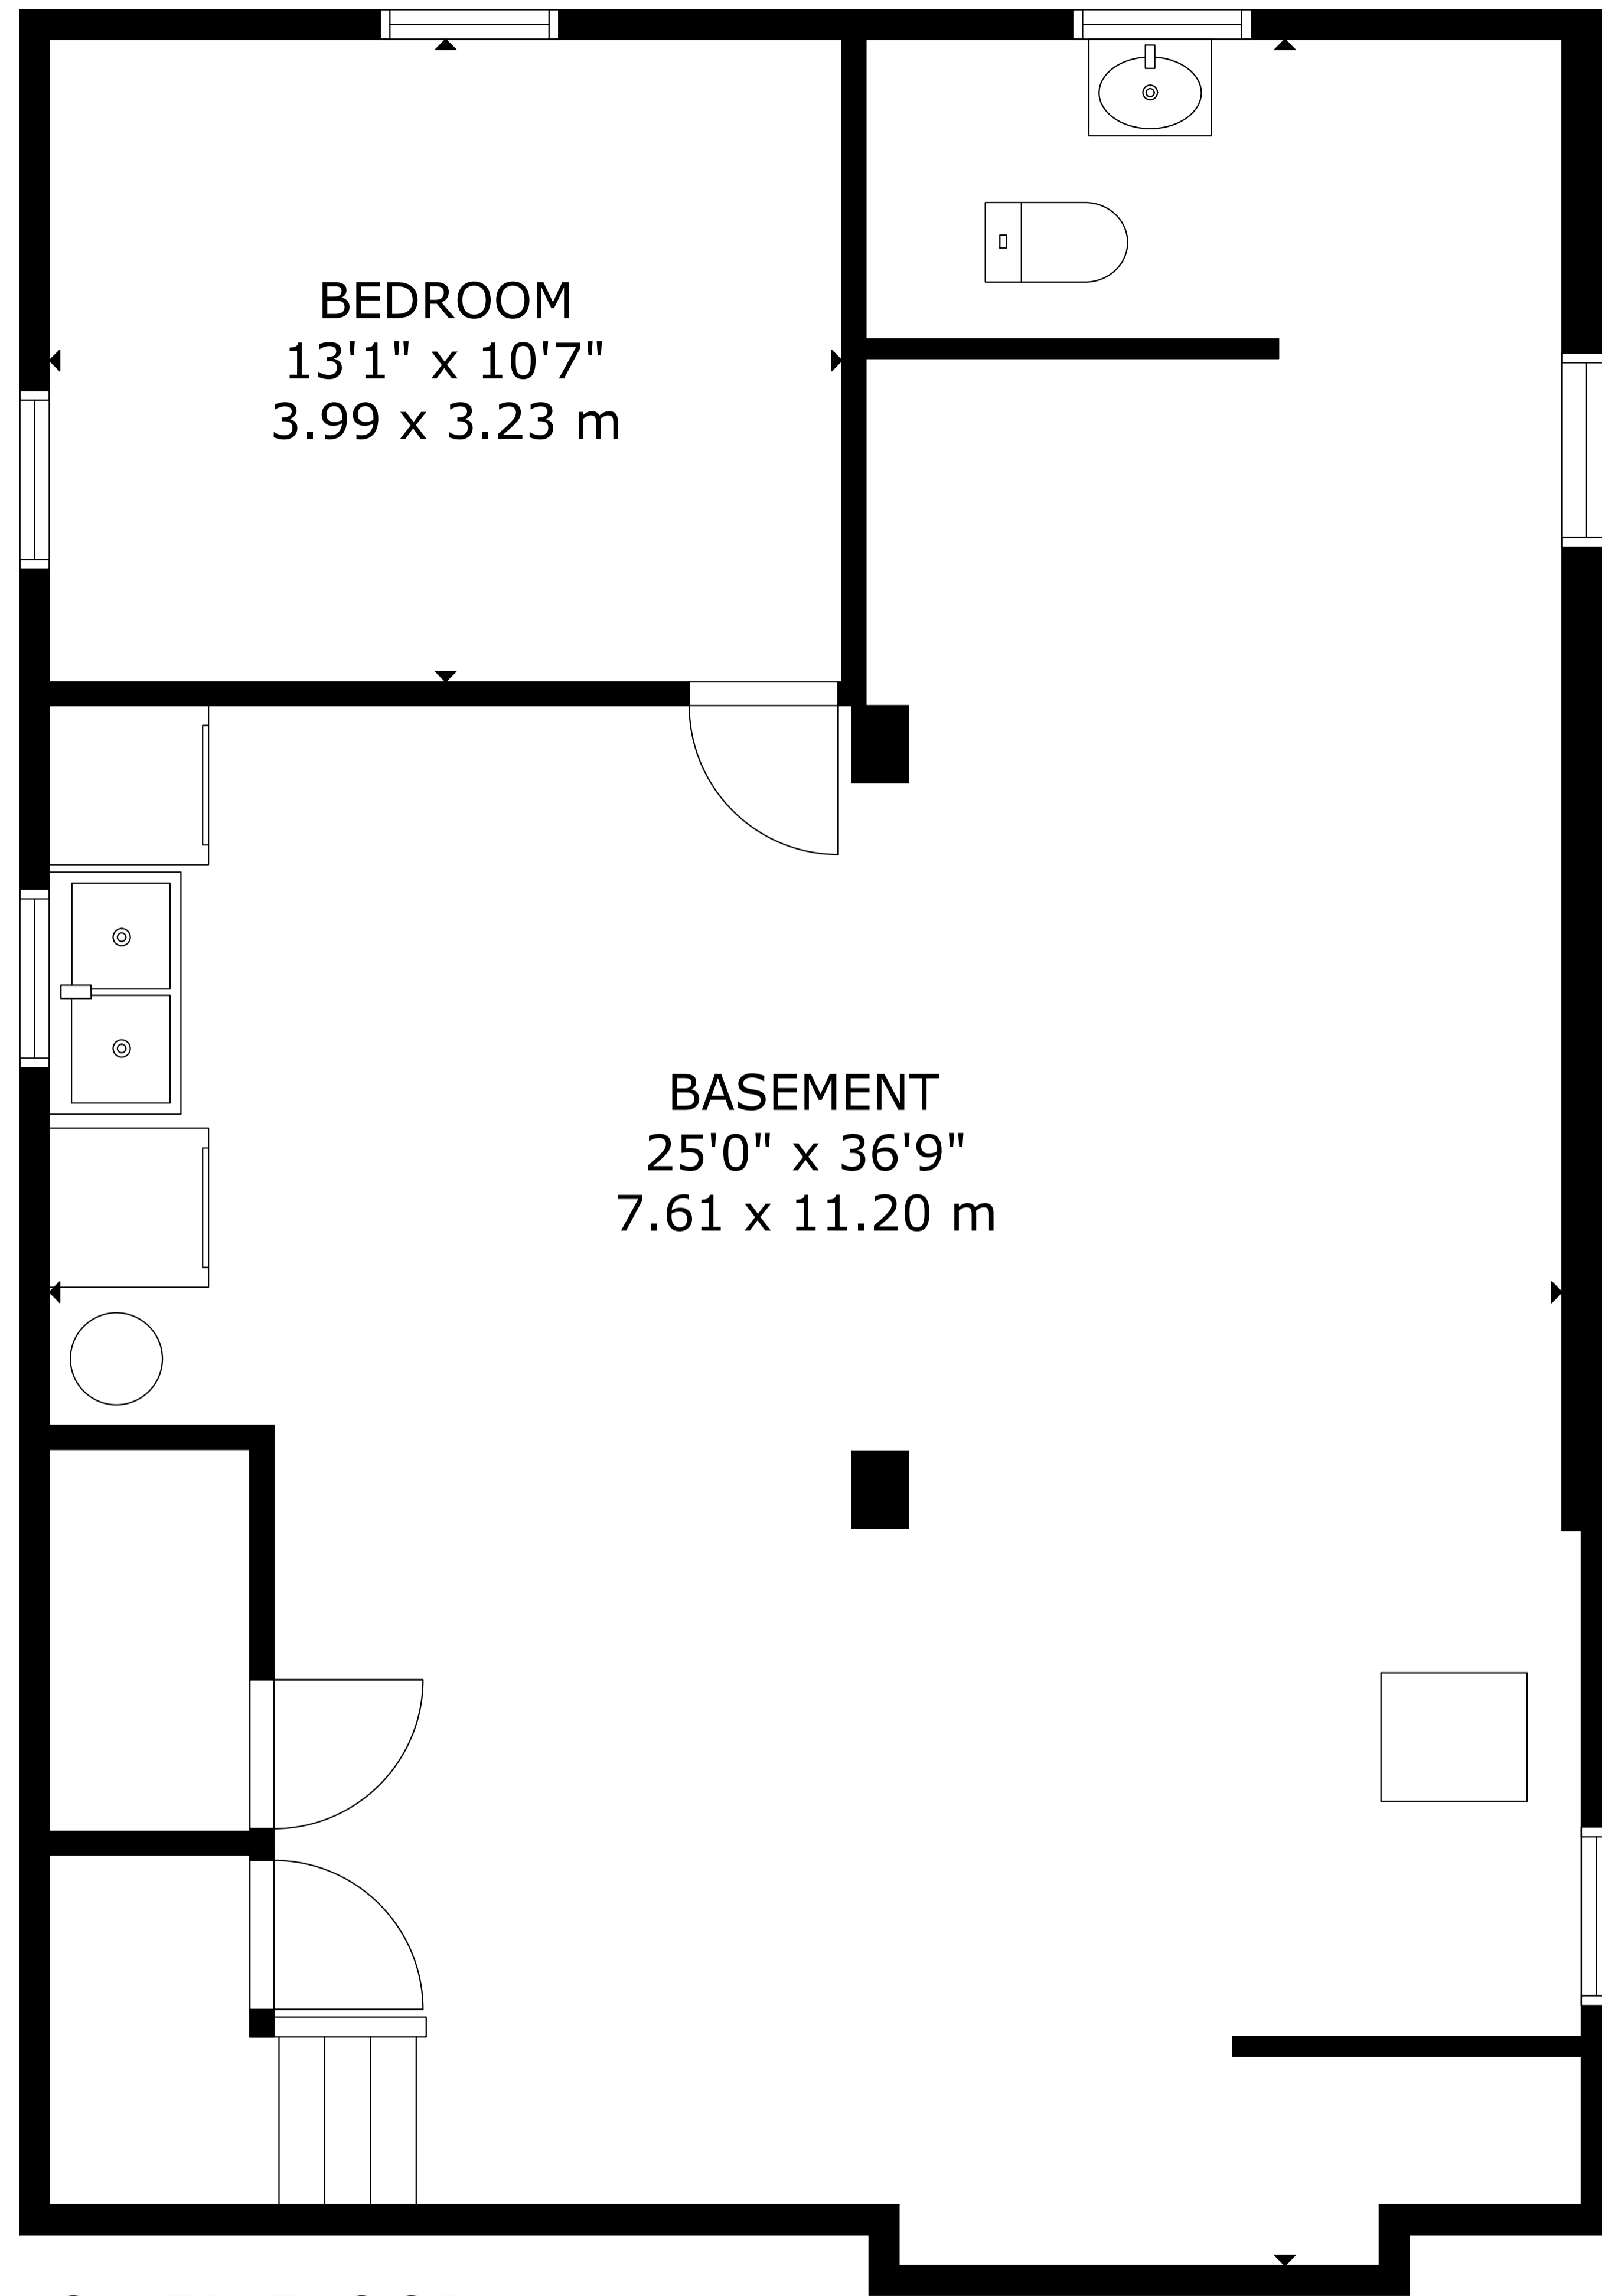 BEDROOM
13'1" x 10'7"
3.99 x 3.23 m
BASEMENT
25'0" x 36'9"
7.61 x 11.20 m